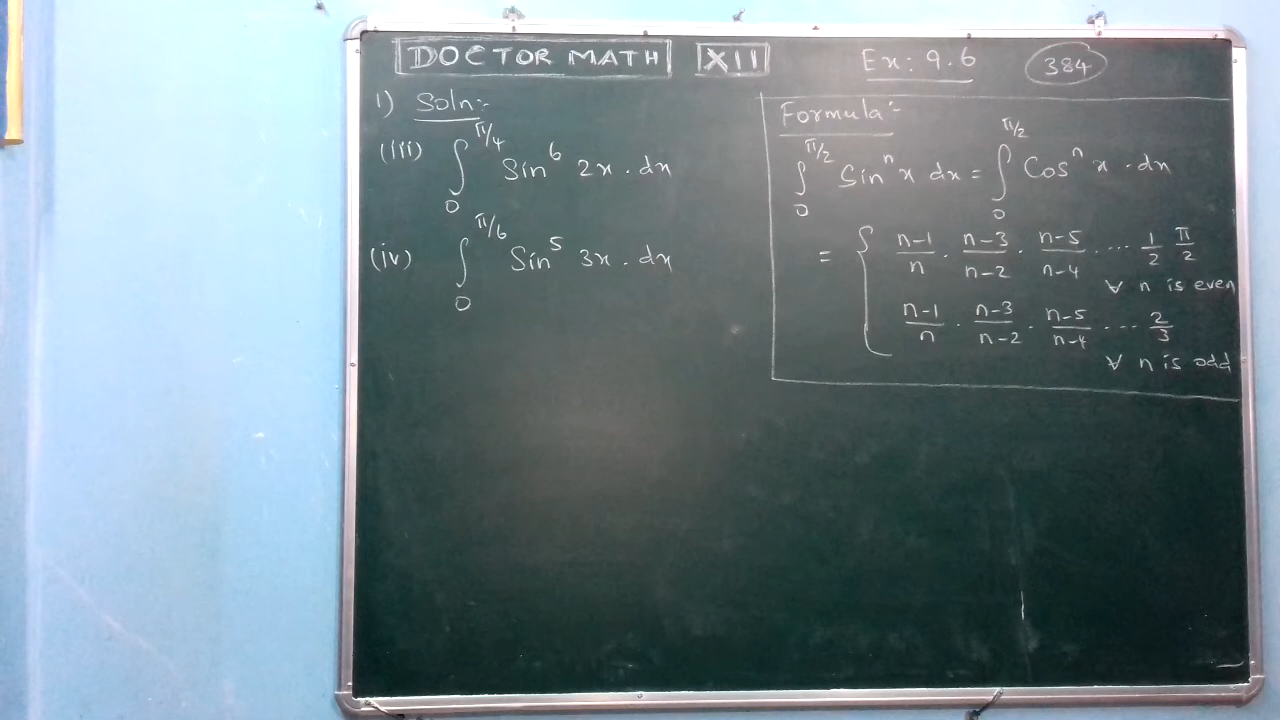 DOCTOR MATH XII Ex: 9.6 384
1) Soln:-
(iii) ∫₀^{π/4} Sin⁶ 2x . dx
(iv) ∫₀^{π/6} Sin⁵ 3x . dx
Formula:-
∫₀^{π/2} Sinⁿ x dx = ∫₀^{π/2} Cosⁿ x . dx
= { n-1/n . n-3/n-2 . n-5/n-4 .... 1/2 π/2
∀ n is even
n-1/n . n-3/n-2 . n-5/n-4 .... 2/3
∀ n is odd